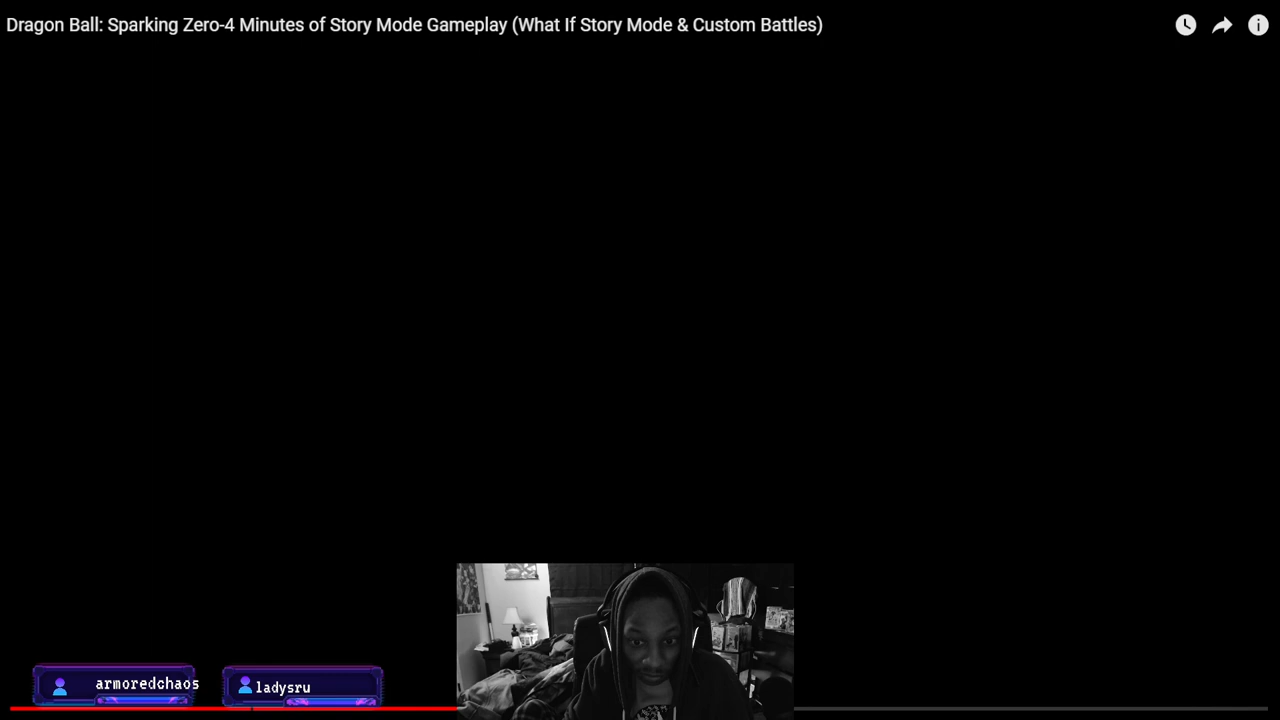 Dragon Ball: Sparking Zero-4 Minutes of Story Mode Gameplay (What If Story Mode & Custom Battles)
armoredchaos
ladysru